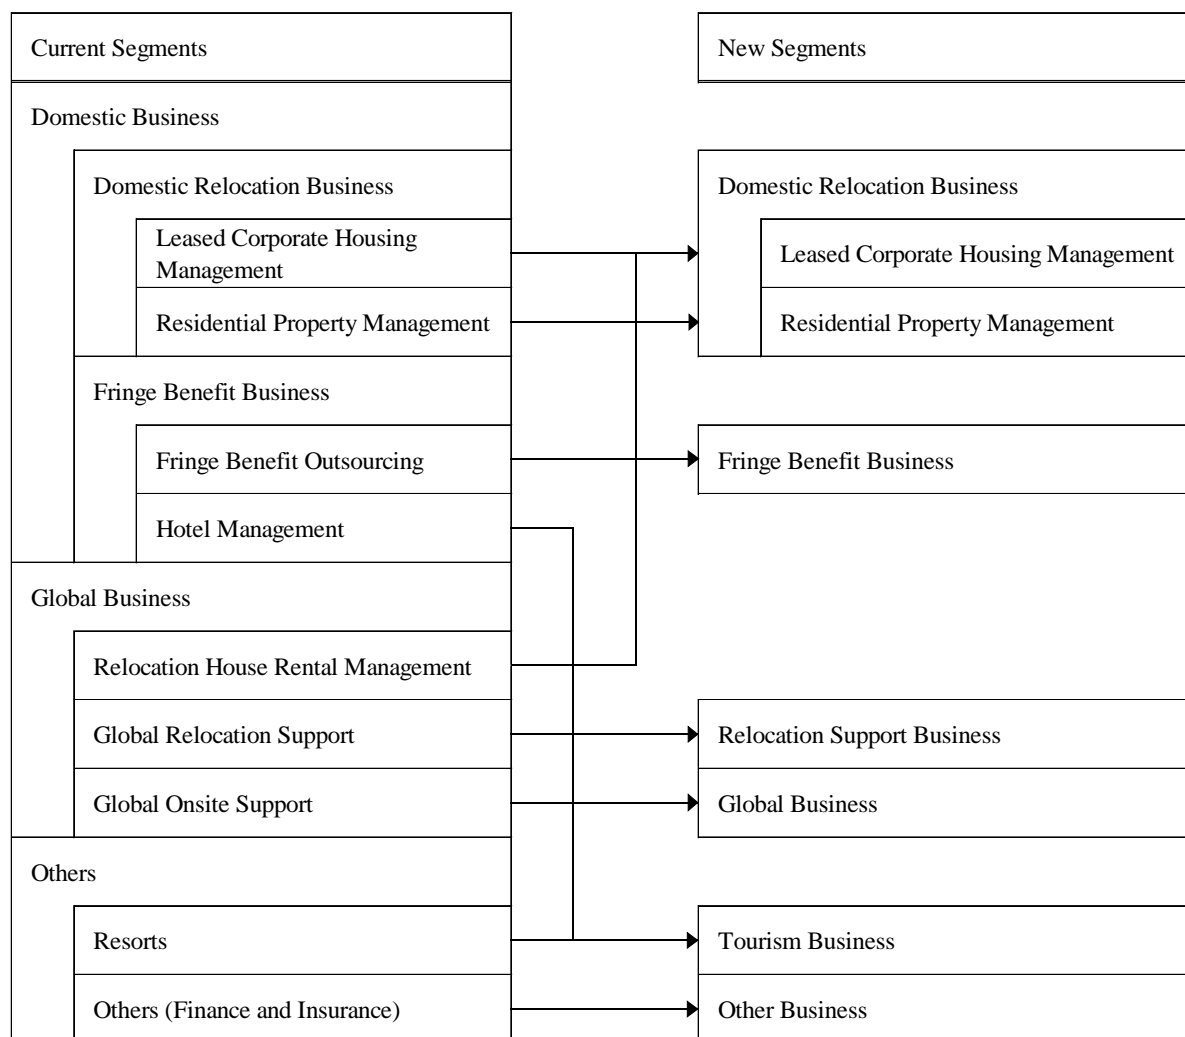 Current Segments
New Segments
Domestic Business
Domestic Relocation Business
Domestic Relocation Business
Leased Corporate Housing
Management
Leased Corporate Housing Management
Residential Property Management
Residential Property Management
Fringe Benefit Business
Fringe Benefit Outsourcing
Fringe Benefit Business
Hotel Management
Global Business
Relocation House Rental Management
Global Relocation Support
Relocation Support Business
Global Onsite Support
Global Business
Others
Resorts
Tourism Business
Others (Finance and Insurance)
Other Business